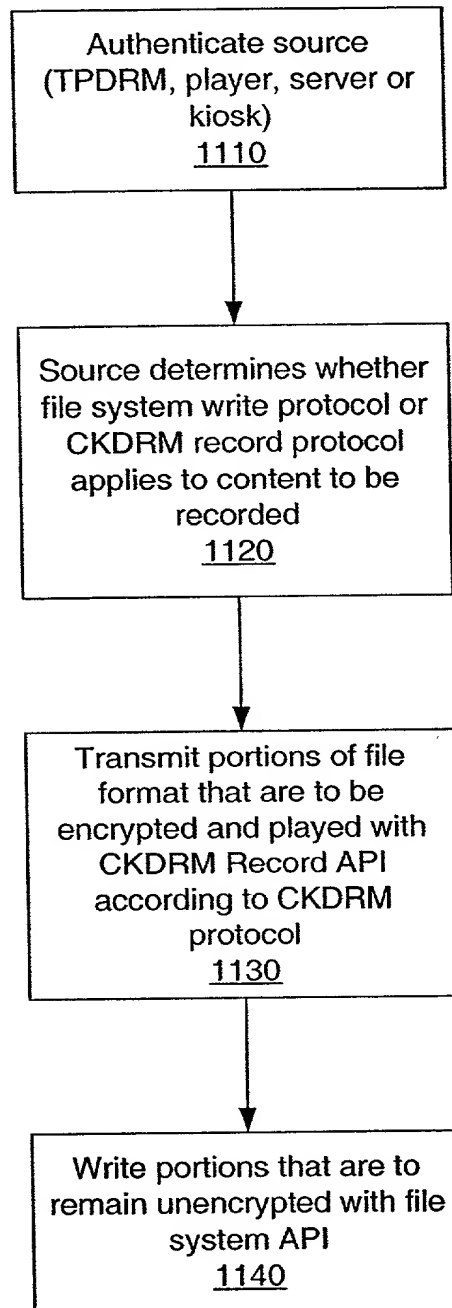 Authenticate source
(TPDRM, player, server or
kiosk)
1110
Source determines whether
file system write protocol or
CKDRM record protocol
applies to content to be
recorded
1120
Transmit portions of file
format that are to be
encrypted and played with
CKDRM Record API
according to CKDRM
protocol
1130
Write portions that are to
remain unencrypted with file
system API
1140